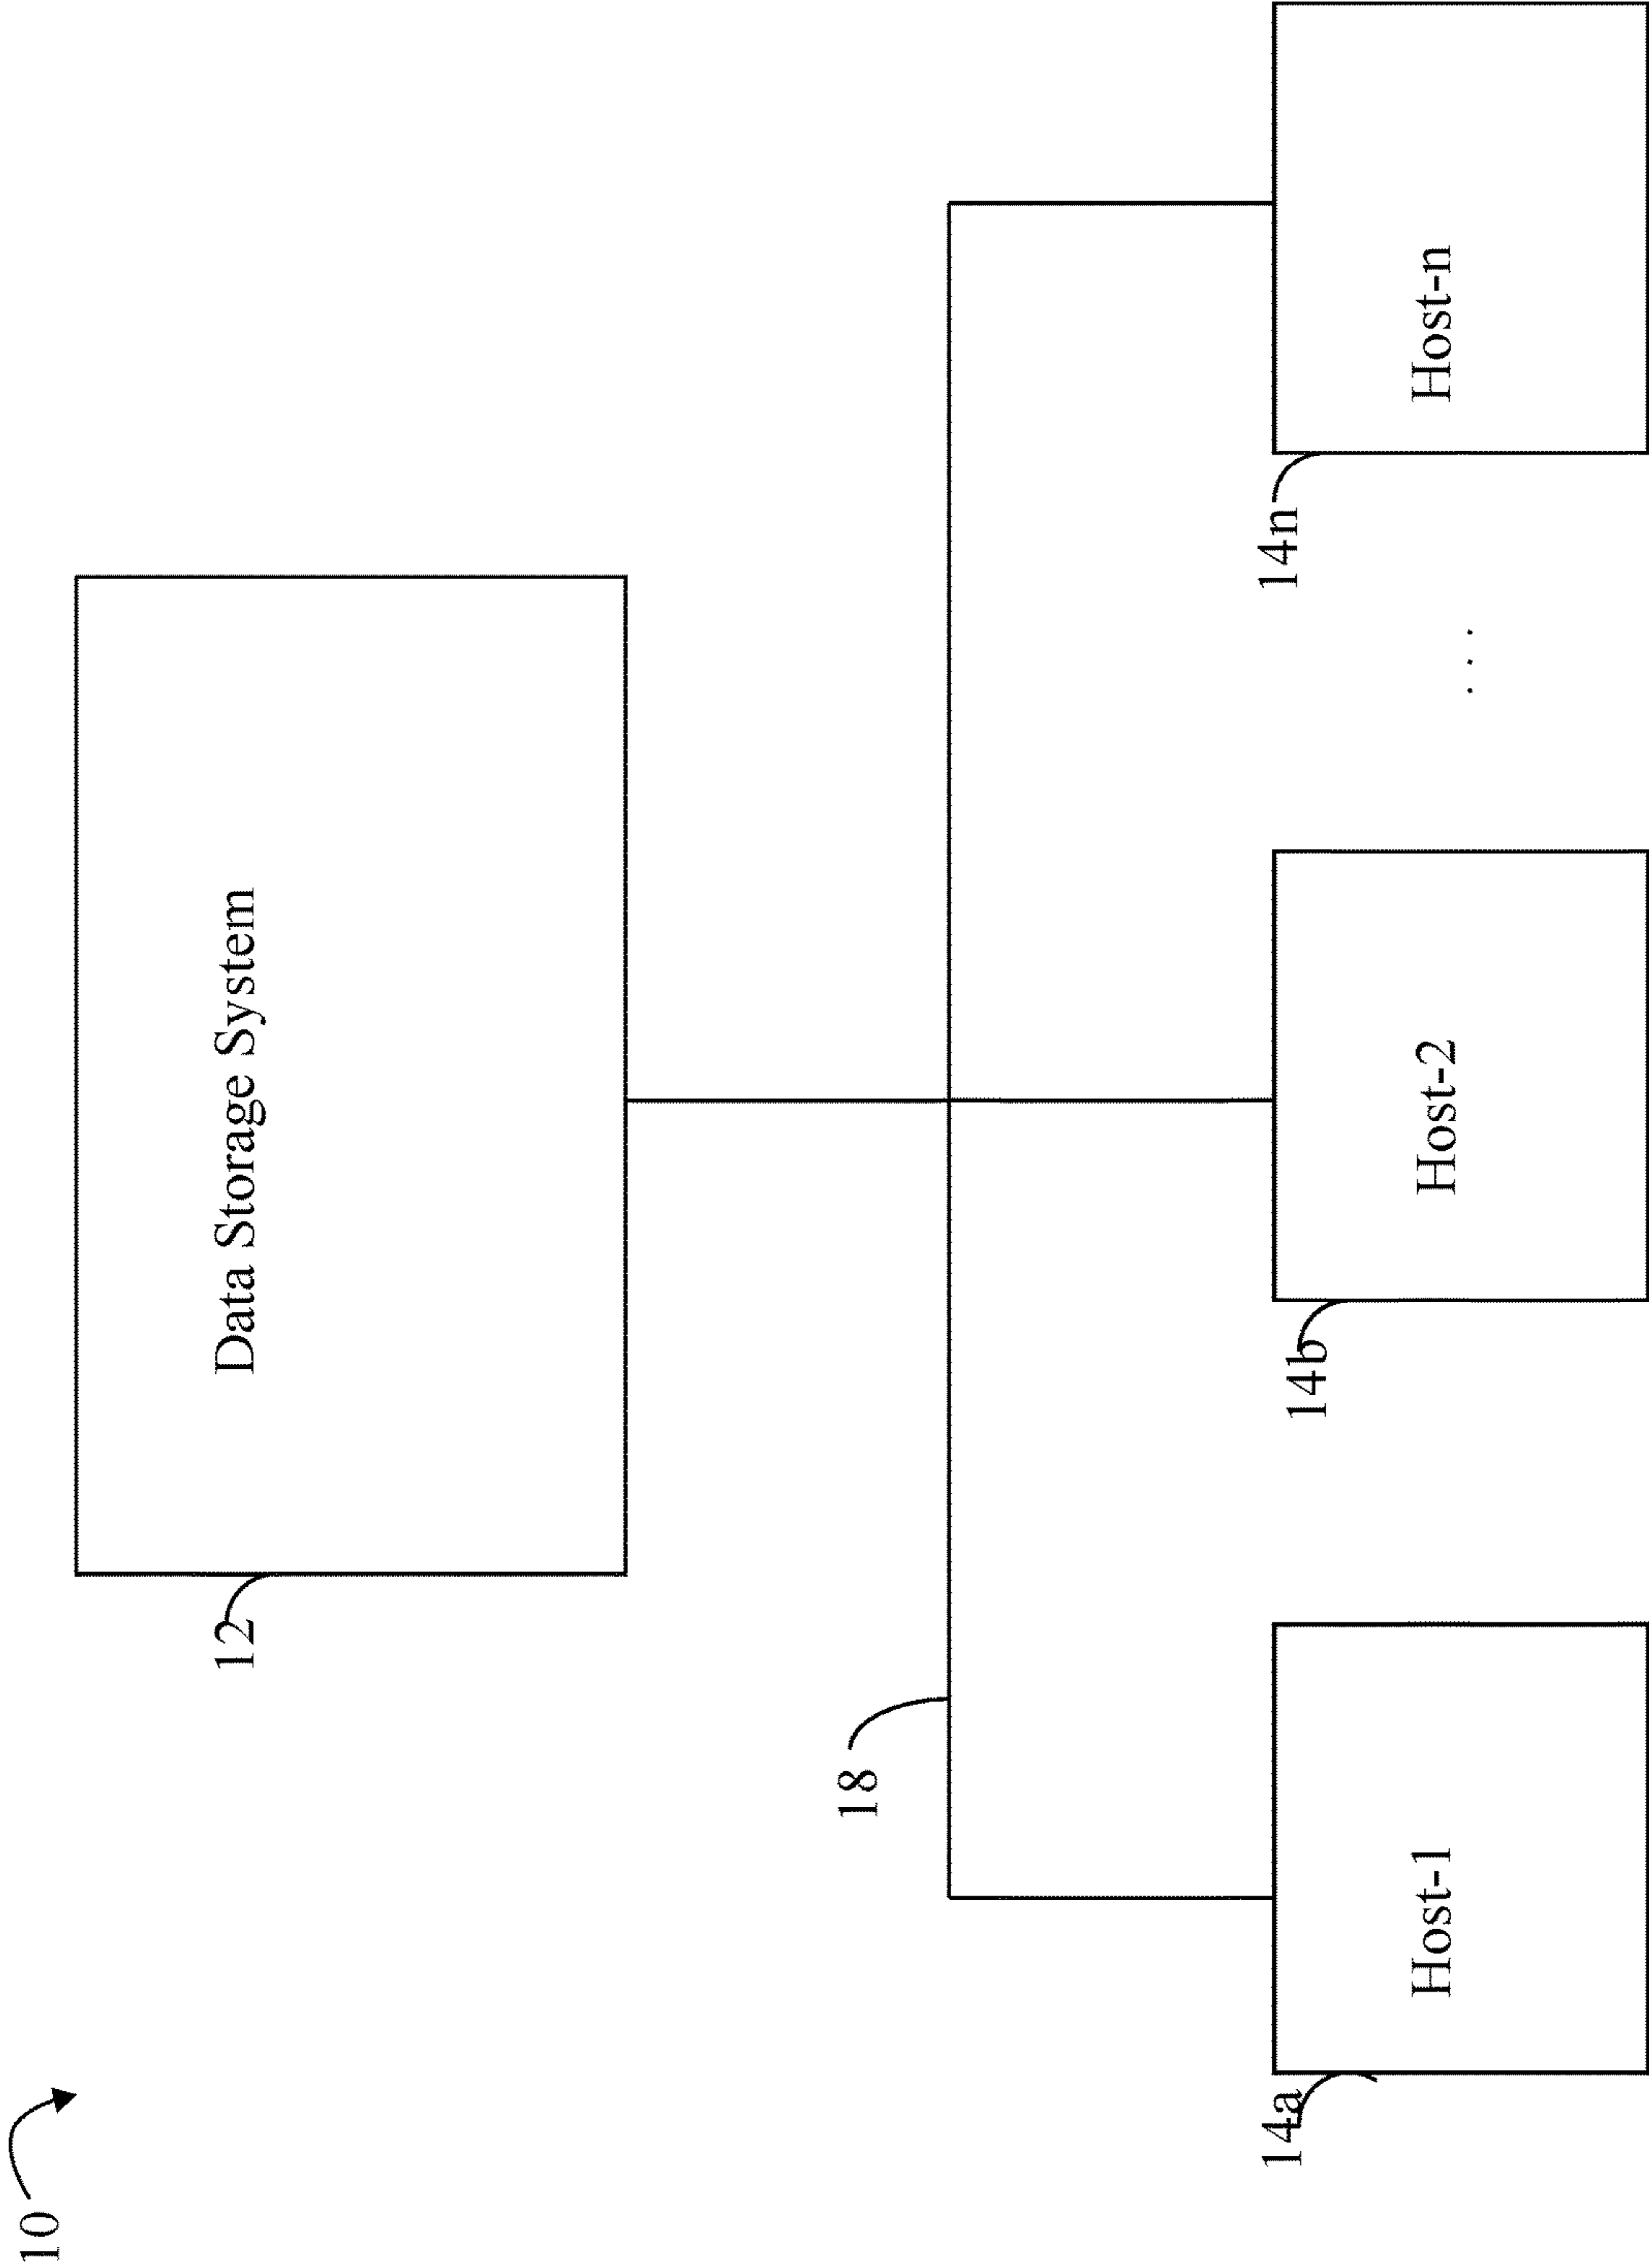 10
12
Data Storage System
18
14a
Host-1
14b
Host-2
. . .
14n
Host-n